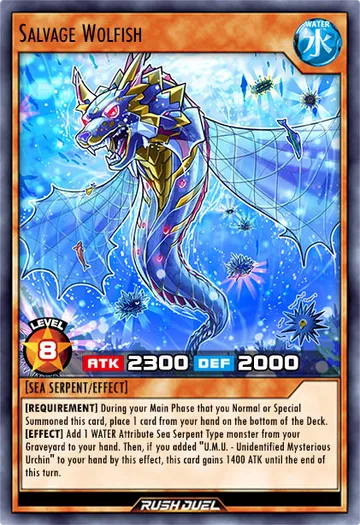 Salvage Wolfish
WATER
水
LEVEL
8
ATK 2300 DEF 2000
[SEA SERPENT/EFFECT]
[REQUIREMENT] During your Main Phase that you Normal or Special
Summoned this card, place 1 card from your hand on the bottom of the Deck.
[EFFECT] Add 1 WATER Attribute Sea Serpent Type monster from your
Graveyard to your hand. Then, if you added "U.M.U. - Unidentified Mysterious
Urchin" to your hand by this effect, this card gains 1400 ATK until the end of
this turn.
RUSH DUEL